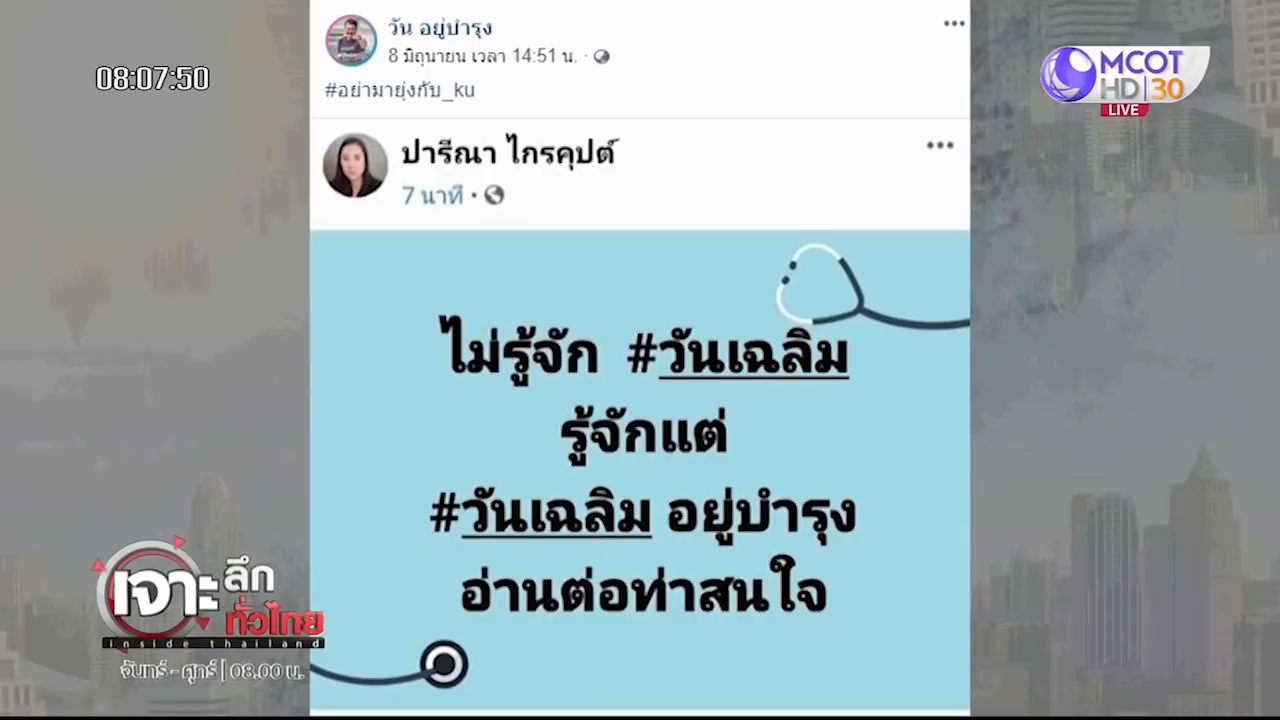 08:07:50
MCOT
HD 30
LIVE
วัน อยู่บำรุง
8 มิถุนายน เวลา 14:51 น. ·
#อย่ามายุ่งกับ_ku
ปารีณา ไกรคุปต์
7 นาที ·
ไม่รู้จัก #วันเฉลิม
รู้จักแต่
#วันเฉลิม อยู่บำรุง
อ่านต่อท่าสนใจ
เจาะลึก
ทั่วไทย
inside thailand
จันทร์ - ศุกร์ | 08.00 น.